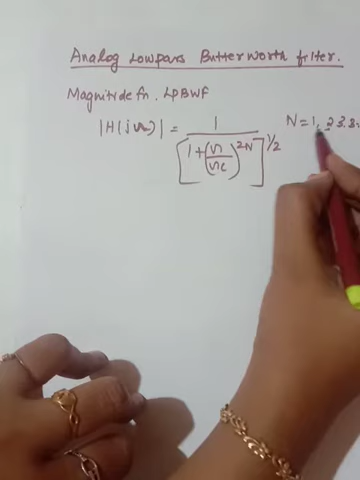 Analog Lowpass Butterworth filter.
Magnitude fn. LPBWF
|H(jΩ)| = 1 / [1+(Ω/Ωc)^2N]^1/2 N=1, 2 3..